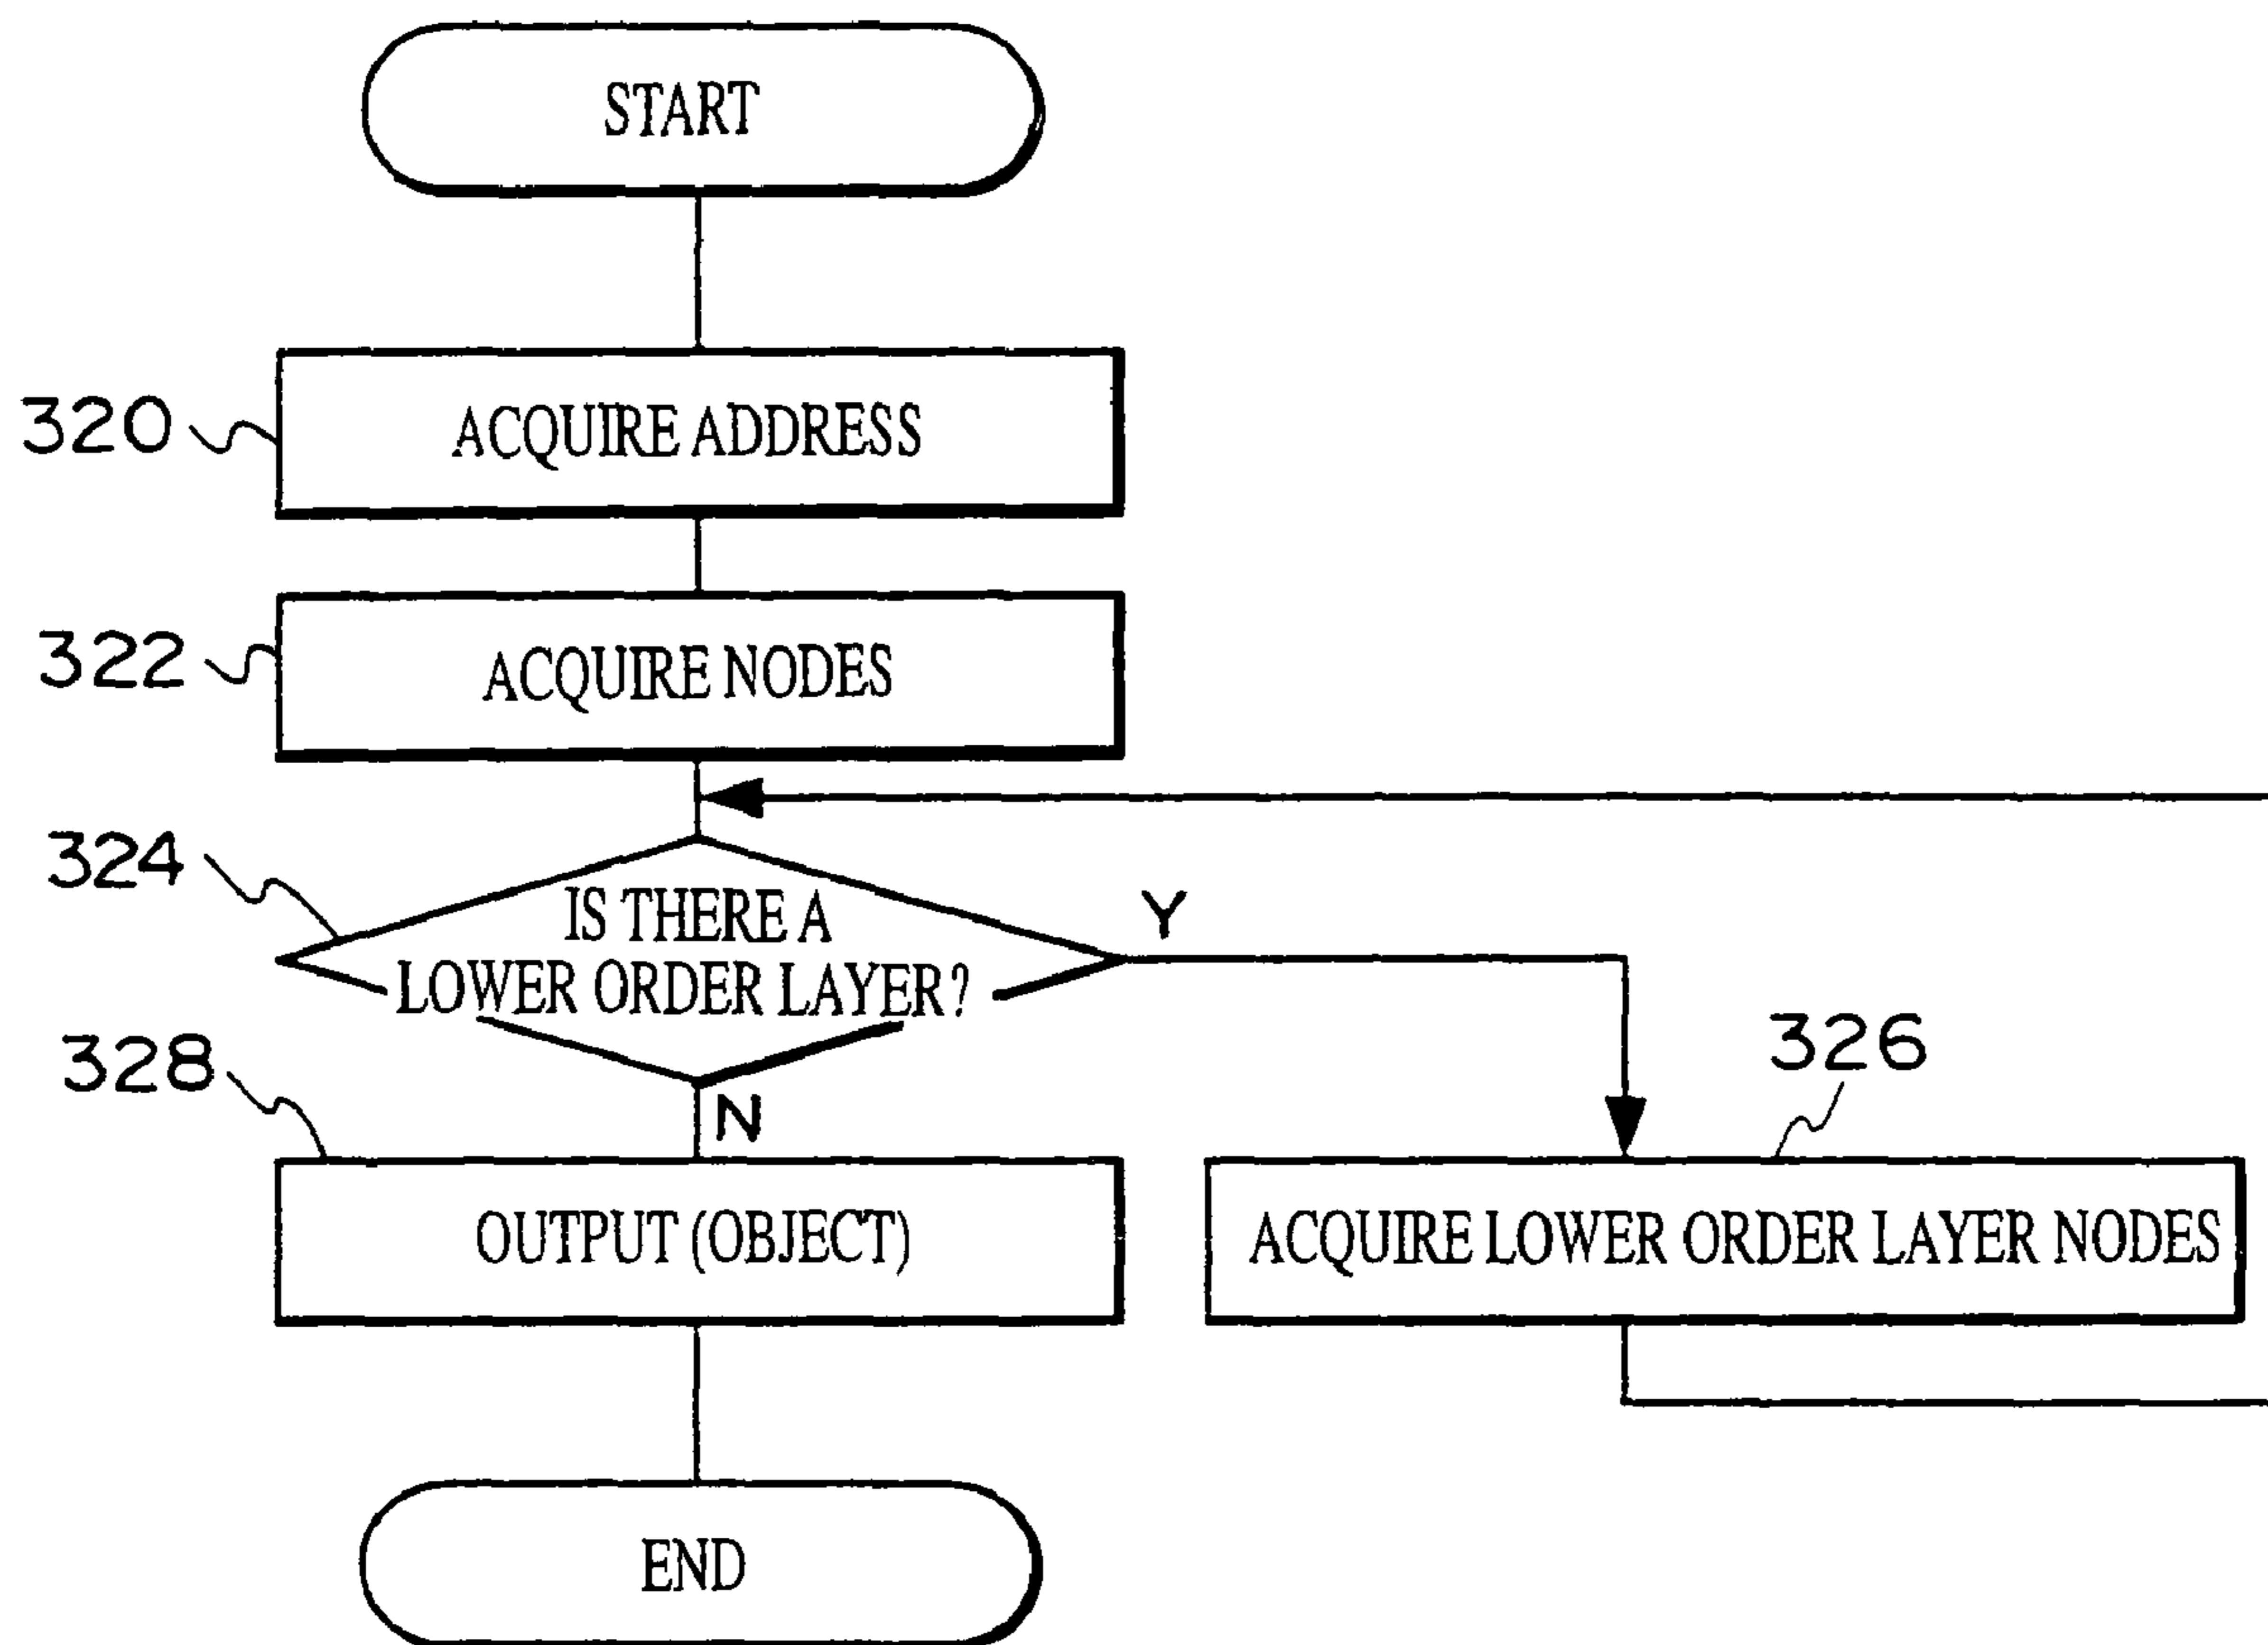 START
320
ACQUIRE ADDRESS
322
ACQUIRE NODES
324
IS THERE A
LOWER ORDER LAYER?
Y
N
328
OUTPUT (OBJECT)
326
ACQUIRE LOWER ORDER LAYER NODES
END